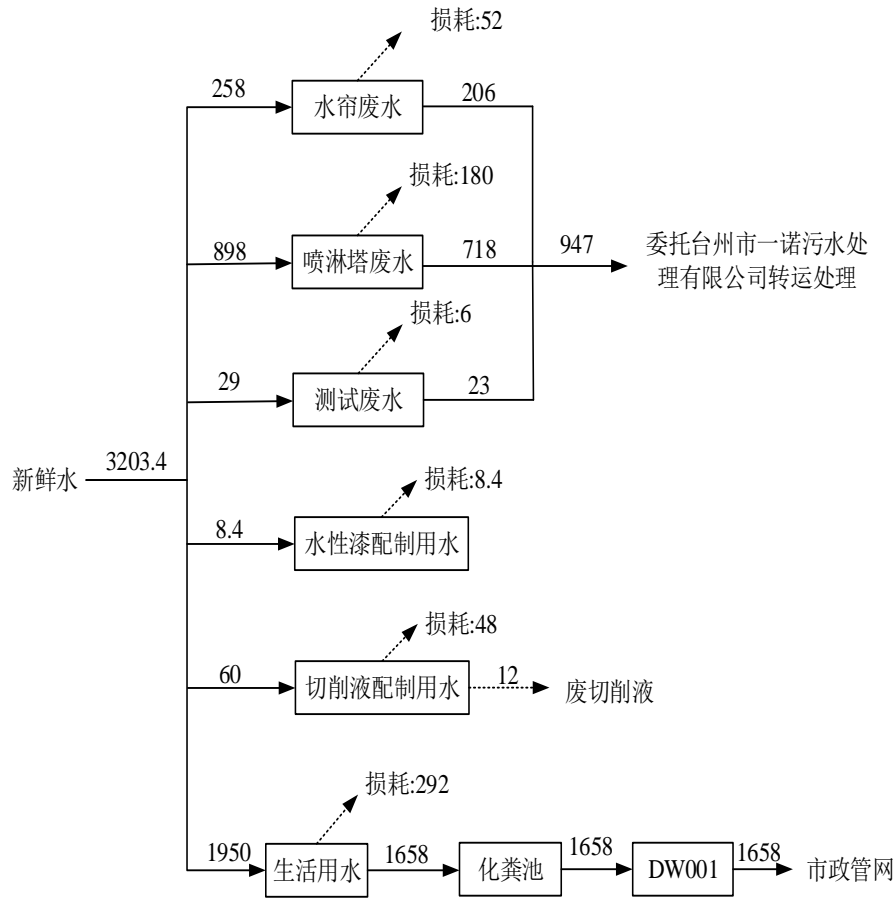 损耗:52
258
水帘废水
206
损耗:180
898
喷淋塔废水
718
947
委托台州市一诺污水处
理有限公司转运处理
损耗:6
29
测试废水
23
新鲜水
3203.4
损耗:8.4
8.4
水性漆配制用水
损耗:48
60
切削液配制用水
12
废切削液
损耗:292
1950
生活用水
1658
化粪池
1658
DW001
1658
市政管网